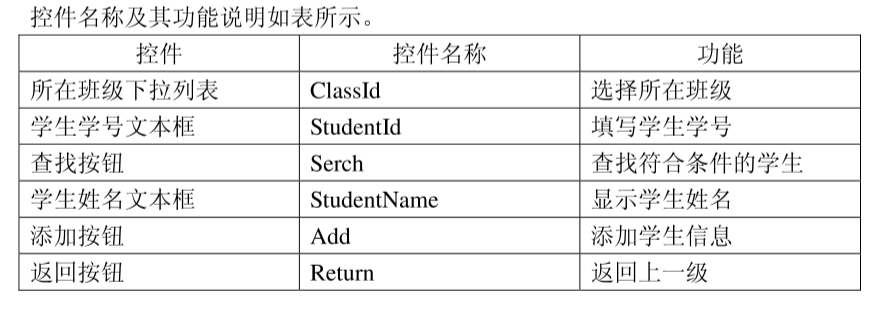 控件名称及其功能说明如表所示。
控件 控件名称 功能
所在班级下拉列表 ClassId 选择所在班级
学生学号文本框 StudentId 填写学生学号
查找按钮 Serch 查找符合条件的学生
学生姓名文本框 StudentName 显示学生姓名
添加按钮 Add 添加学生信息
返回按钮 Return 返回上一级